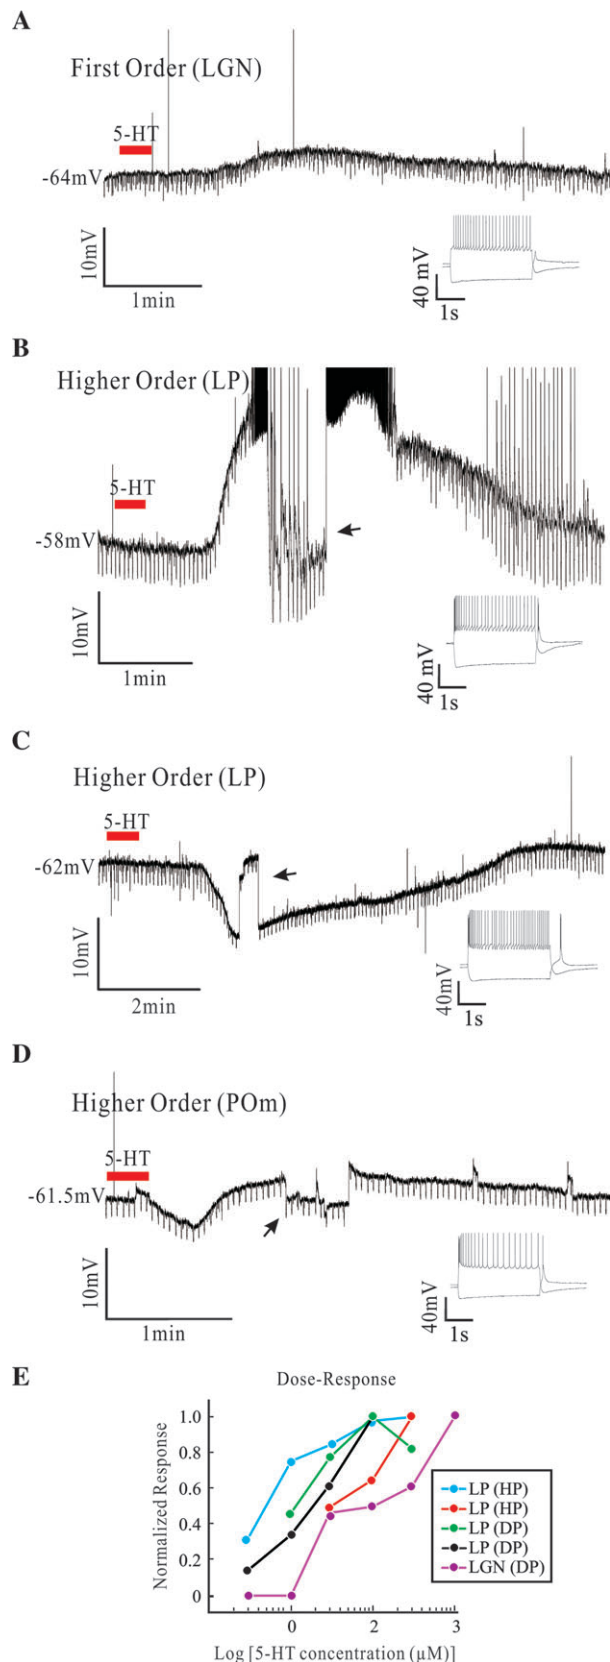 A
First Order (LGN)
5-HT
-64mV
10mV
1min
40 mV
1s
B
Higher Order (LP)
5-HT
-58mV
10mV
1min
40 mV
1s
C
Higher Order (LP)
5-HT
-62mV
10mV
2min
40mV
1s
D
Higher Order (POm)
5-HT
-61.5mV
10mV
1min
40mV
1s
E
Dose-Response
Normalized Response
1.0
0.8
0.6
0.4
0.2
0
0 2 3
Log [5-HT concentration (µM)]
LP (HP)
LP (HP)
LP (DP)
LP (DP)
LGN (DP)